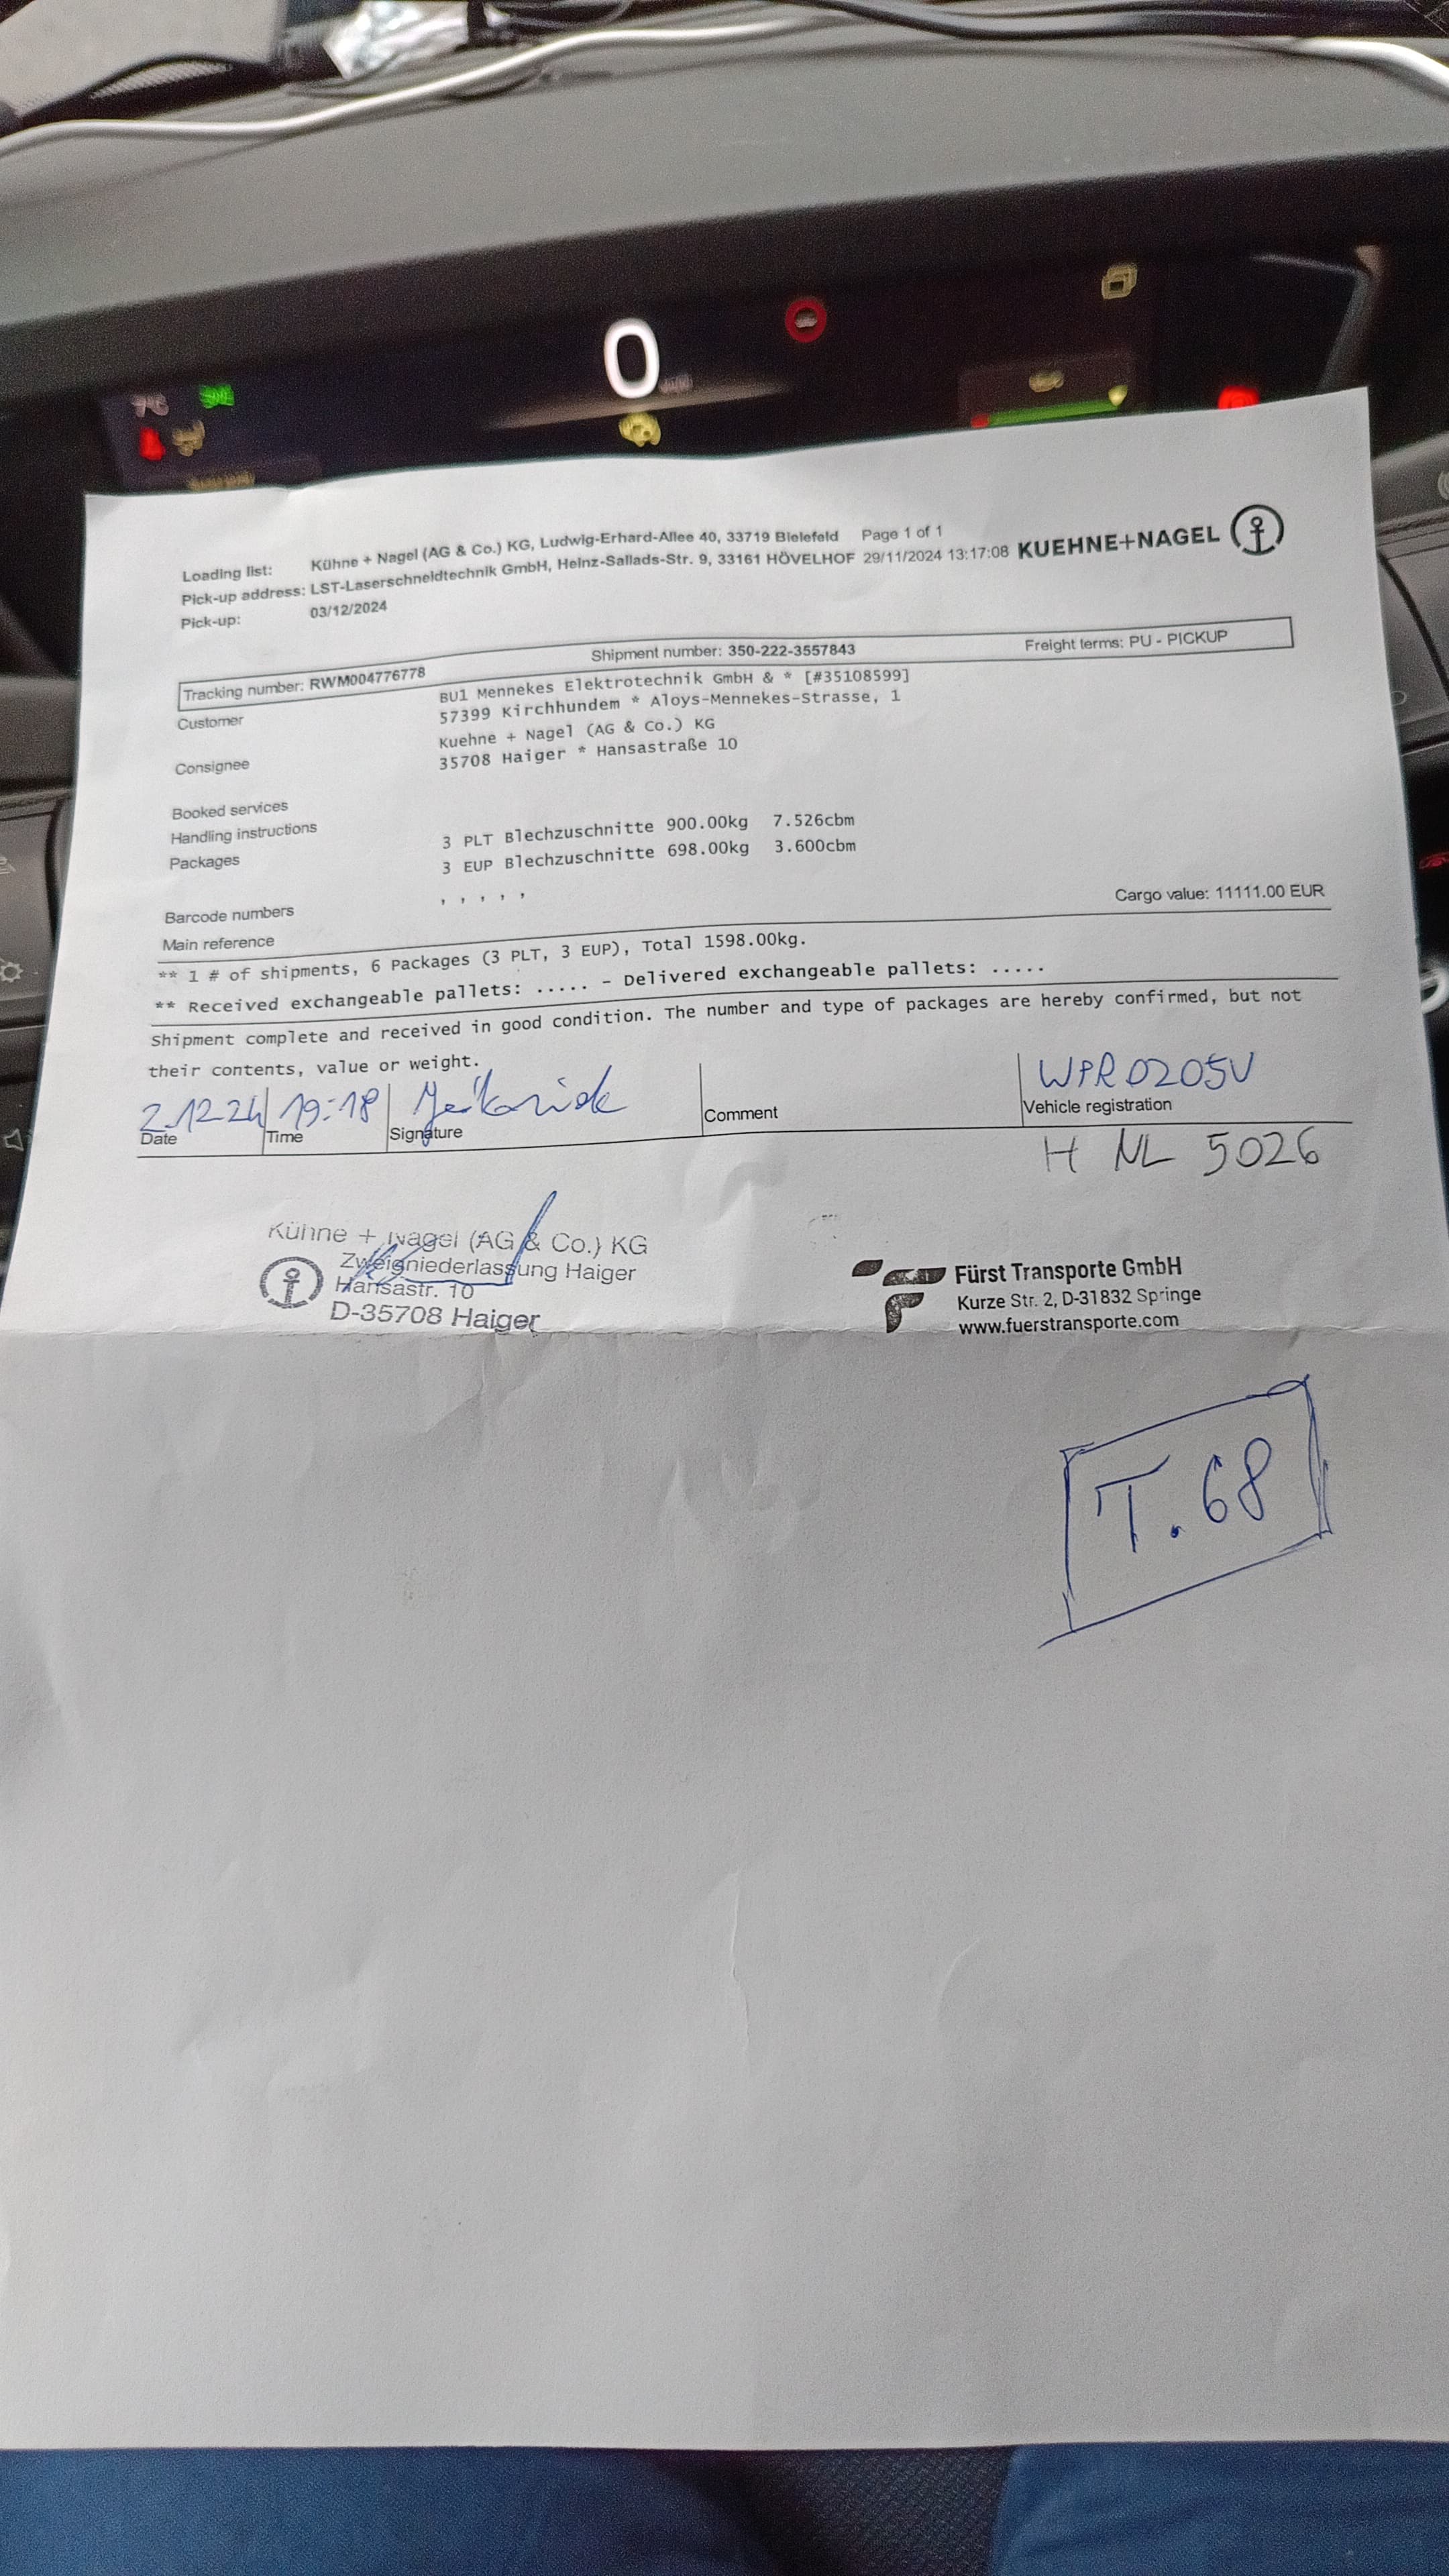 0
Loading list: Kühne + Nagel (AG & Co.) KG, Ludwig-Erhard-Allee 40, 33719 Bielefeld Page 1 of 1
Pick-up address: LST-Laserschneidtechnik GmbH, Heinz-Sallads-Str. 9, 33161 HÖVELHOF 29/11/2024 13:17:08 KUEHNE+NAGEL
Pick-up: 03/12/2024
Tracking number: RWM004776778 Shipment number: 350-222-3557843 Freight terms: PU - PICKUP
Customer BU1 Mennekes Elektrotechnik GmbH & * [#35108599]
57399 Kirchhundem * Aloys-Mennekes-Strasse, 1
Consignee Kuehne + Nagel (AG & Co.) KG
35708 Haiger * Hansastraße 10
Booked services
Handling instructions
Packages 3 PLT Blechzuschnitte 900.00kg 7.526cbm
3 EUP Blechzuschnitte 698.00kg 3.600cbm
Barcode numbers , , , , ,
Main reference Cargo value: 11111.00 EUR
** 1 # of shipments, 6 Packages (3 PLT, 3 EUP), Total 1598.00kg.
** Received exchangeable pallets: ..... - Delivered exchangeable pallets: .....
Shipment complete and received in good condition. The number and type of packages are hereby confirmed, but not
their contents, value or weight.
2.12.24 19:18 WPR0205V
Date Time Signature Comment Vehicle registration
H NL 5026
Kühne + Nagel (AG & Co.) KG
Zweigniederlassung Haiger
Hansastr. 10
D-35708 Haiger
Fürst Transporte GmbH
Kurze Str. 2, D-31832 Springe
www.fuerstransporte.com
T.68